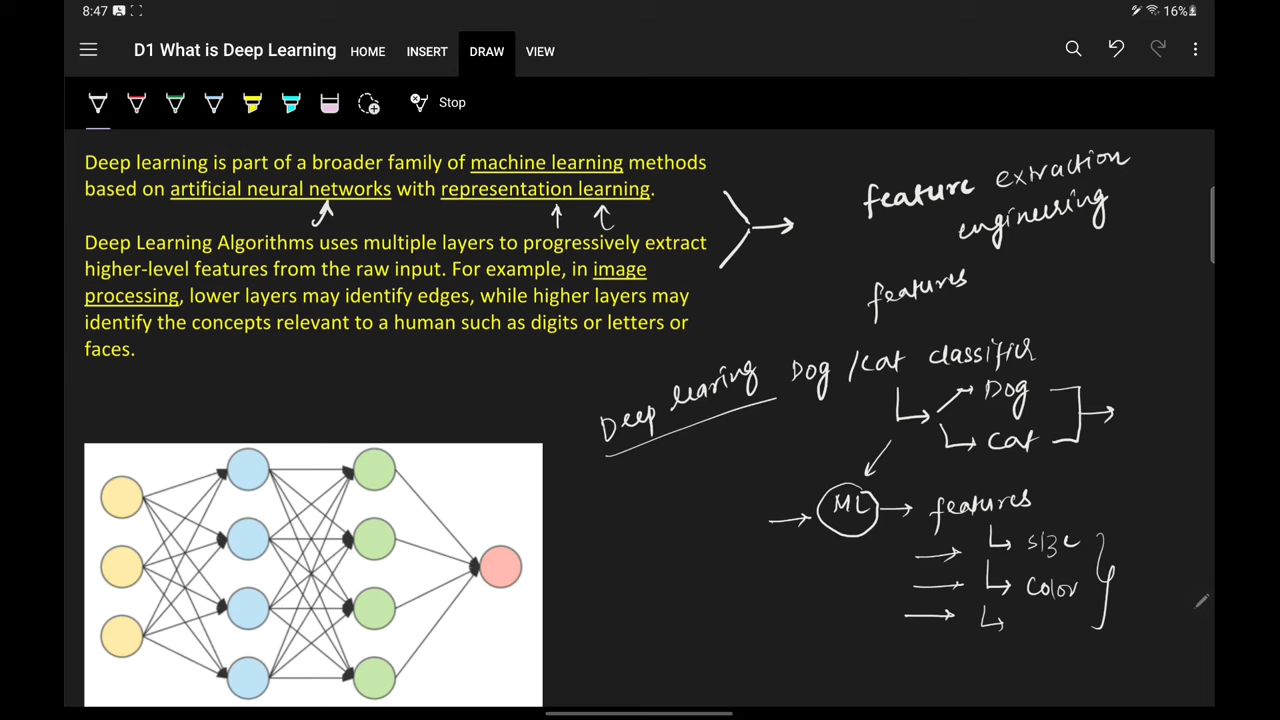 8:47
16%
D1 What is Deep Learning
HOME
INSERT
DRAW
VIEW
Stop
Deep learning is part of a broader family of machine learning methods
based on artificial neural networks with representation learning.
Deep Learning Algorithms uses multiple layers to progressively extract
higher-level features from the raw input. For example, in image
processing, lower layers may identify edges, while higher layers may
identify the concepts relevant to a human such as digits or letters or
faces.
feature extraction
engineering
features
Deep learing
Dog /Cat classifier
Dog
Cat
ML
features
size
color